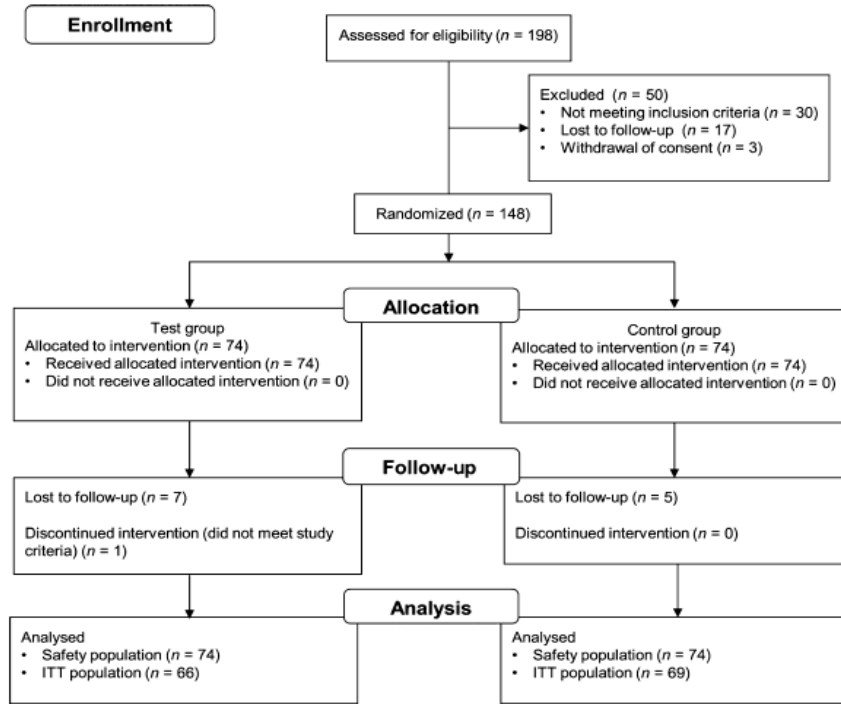 Enrollment
Assessed for eligibility (n = 198)
Excluded (n = 50)
• Not meeting inclusion criteria (n = 30)
• Lost to follow-up (n = 17)
• Withdrawal of consent (n = 3)
Randomized (n = 148)
Allocation
Test group
Allocated to intervention (n = 74)
• Received allocated intervention (n = 74)
• Did not receive allocated intervention (n = 0)
Control group
Allocated to intervention (n = 74)
• Received allocated intervention (n = 74)
• Did not receive allocated intervention (n = 0)
Follow-up
Lost to follow-up (n = 7)
Discontinued intervention (did not meet study
criteria) (n = 1)
Lost to follow-up (n = 5)
Discontinued intervention (n = 0)
Analysis
Analysed
• Safety population (n = 74)
• ITT population (n = 66)
Analysed
• Safety population (n = 74)
• ITT population (n = 69)